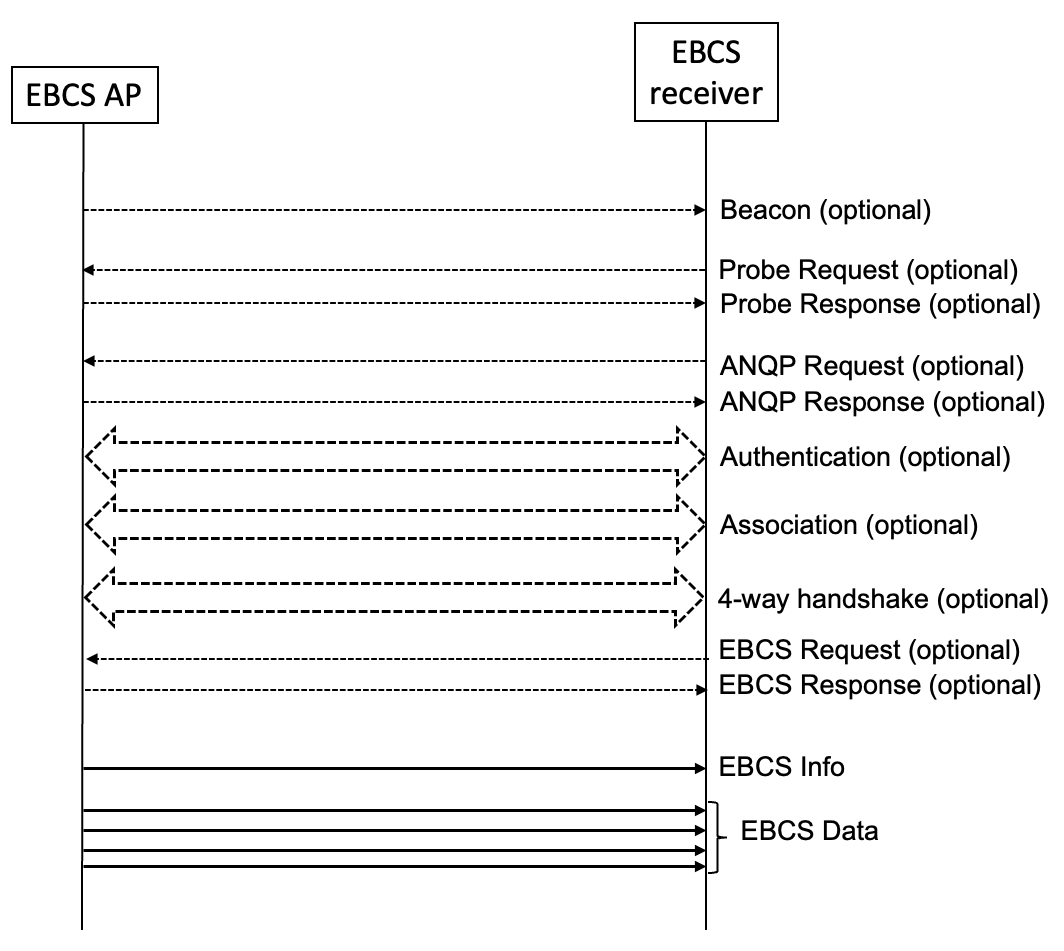 EBCS AP
EBCS
receiver
Beacon (optional)
Probe Request (optional)
Probe Response (optional)
ANQP Request (optional)
ANQP Response (optional)
Authentication (optional)
Association (optional)
4-way handshake (optional)
EBCS Request (optional)
EBCS Response (optional)
EBCS Info
EBCS Data